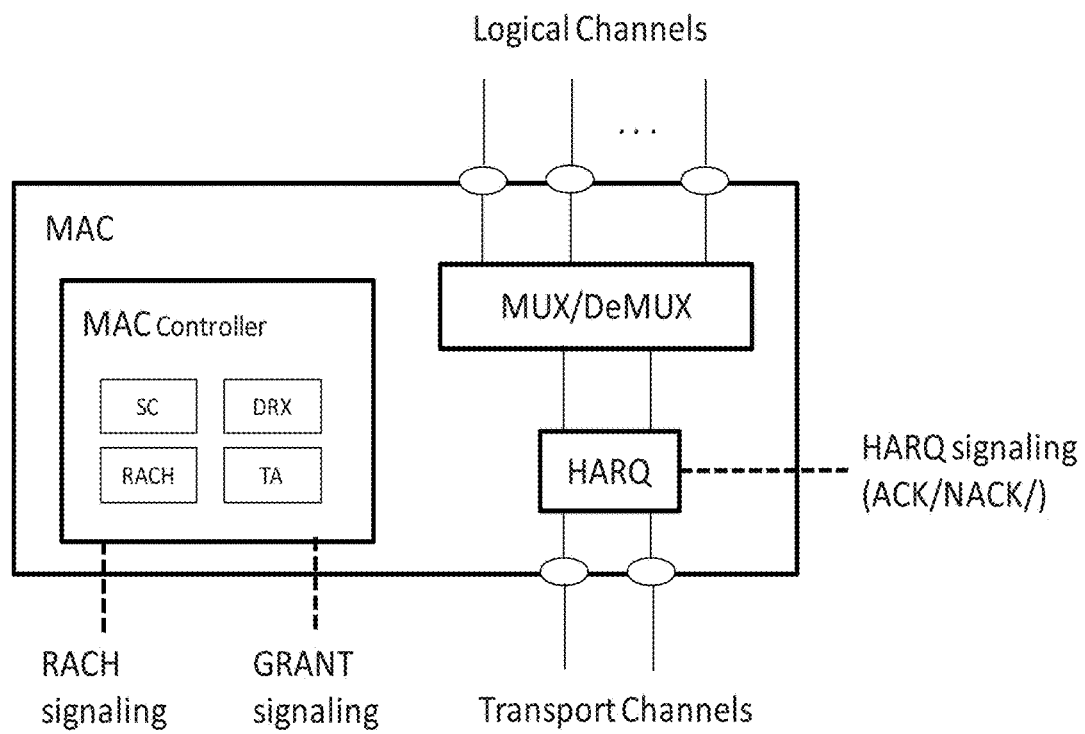 Logical Channels
. . .
MAC
MUX/DeMUX
MAC Controller
SC
DRX
RACH
TA
HARQ
HARQ signaling
(ACK/NACK/)
RACH
signaling
GRANT
signaling
Transport Channels